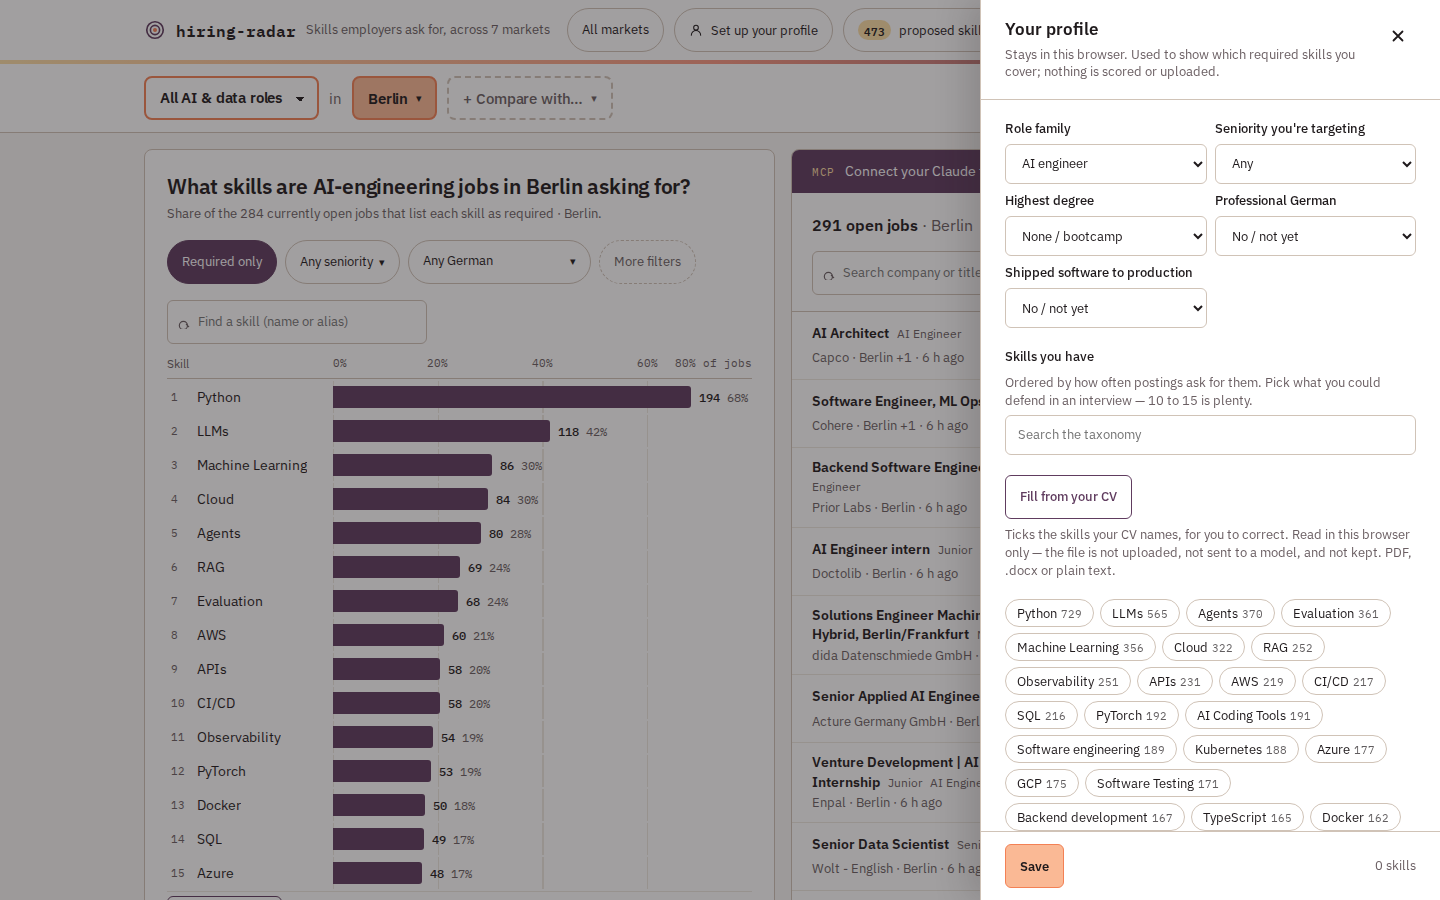 hiring-radar
Skills employers ask for, across 7 markets
All markets
Set up your profile
473 proposed skil
All AI & data roles
in
Berlin ▾
+ Compare with... ▾
What skills are AI-engineering jobs in Berlin asking for?
Share of the 284 currently open jobs that list each skill as required · Berlin.
Required only
Any seniority ▾
Any German ▾
More filters
Find a skill (name or alias)
Skill 0% 20% 40% 60% 80% of jobs
1 Python 194 68%
2 LLMs 118 42%
3 Machine Learning 86 30%
4 Cloud 84 30%
5 Agents 80 28%
6 RAG 69 24%
7 Evaluation 68 24%
8 AWS 60 21%
9 APIs 58 20%
10 CI/CD 58 20%
11 Observability 54 19%
12 PyTorch 53 19%
13 Docker 50 18%
14 SQL 49 17%
15 Azure 48 17%
MCP Connect your Claude
291 open jobs · Berlin
Search company or title
AI Architect AI Engineer
Capco · Berlin +1 · 6 h ago
Software Engineer, ML Op
Cohere · Berlin +1 · 6 h ago
Backend Software Engine
Engineer
Prior Labs · Berlin · 6 h ago
AI Engineer intern Junior
Doctolib · Berlin · 6 h ago
Solutions Engineer Machin
Hybrid, Berlin/Frankfurt
dida Datenschmiede GmbH ·
Senior Applied AI Enginee
Acture Germany GmbH · Berl
Venture Development | AI
Internship Junior AI Engine
Enpal · Berlin · 6 h ago
Senior Data Scientist Seni
Wolt - English · Berlin · 6 h ag
Your profile
✕
Stays in this browser. Used to show which required skills you
cover; nothing is scored or uploaded.
Role family
AI engineer
Seniority you're targeting
Any
Highest degree
None / bootcamp
Professional German
No / not yet
Shipped software to production
No / not yet
Skills you have
Ordered by how often postings ask for them. Pick what you could
defend in an interview — 10 to 15 is plenty.
Search the taxonomy
Fill from your CV
Ticks the skills your CV names, for you to correct. Read in this browser
only — the file is not uploaded, not sent to a model, and not kept. PDF,
.docx or plain text.
Python 729 LLMs 565 Agents 370 Evaluation 361
Machine Learning 356 Cloud 322 RAG 252
Observability 251 APIs 231 AWS 219 CI/CD 217
SQL 216 PyTorch 192 AI Coding Tools 191
Software engineering 189 Kubernetes 188 Azure 177
GCP 175 Software Testing 171
Backend development 167 TypeScript 165 Docker 162
Save
0 skills